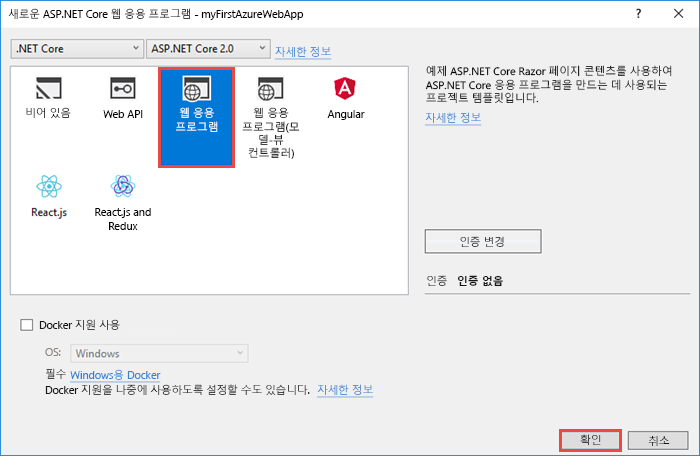 새로운 ASP.NET Core 웹 응용 프로그램 - myFirstAzureWebApp
.NET Core
ASP.NET Core 2.0
자세한 정보
비어 있음
Web API
웹 응용
프로그램
웹 응용
프로그램(모
델-뷰
컨트롤러)
Angular
React.js
React.js and
Redux
예제 ASP.NET Core Razor 페이지 콘텐츠를 사용하여
ASP.NET Core 응용 프로그램을 만드는 데 사용되는
프로젝트 템플릿입니다.
자세한 정보
인증 변경
인증 인증 없음
Docker 지원 사용
OS: Windows
필수 Windows용 Docker
Docker 지원을 나중에 사용하도록 설정할 수도 있습니다. 자세한 정보
확인
취소